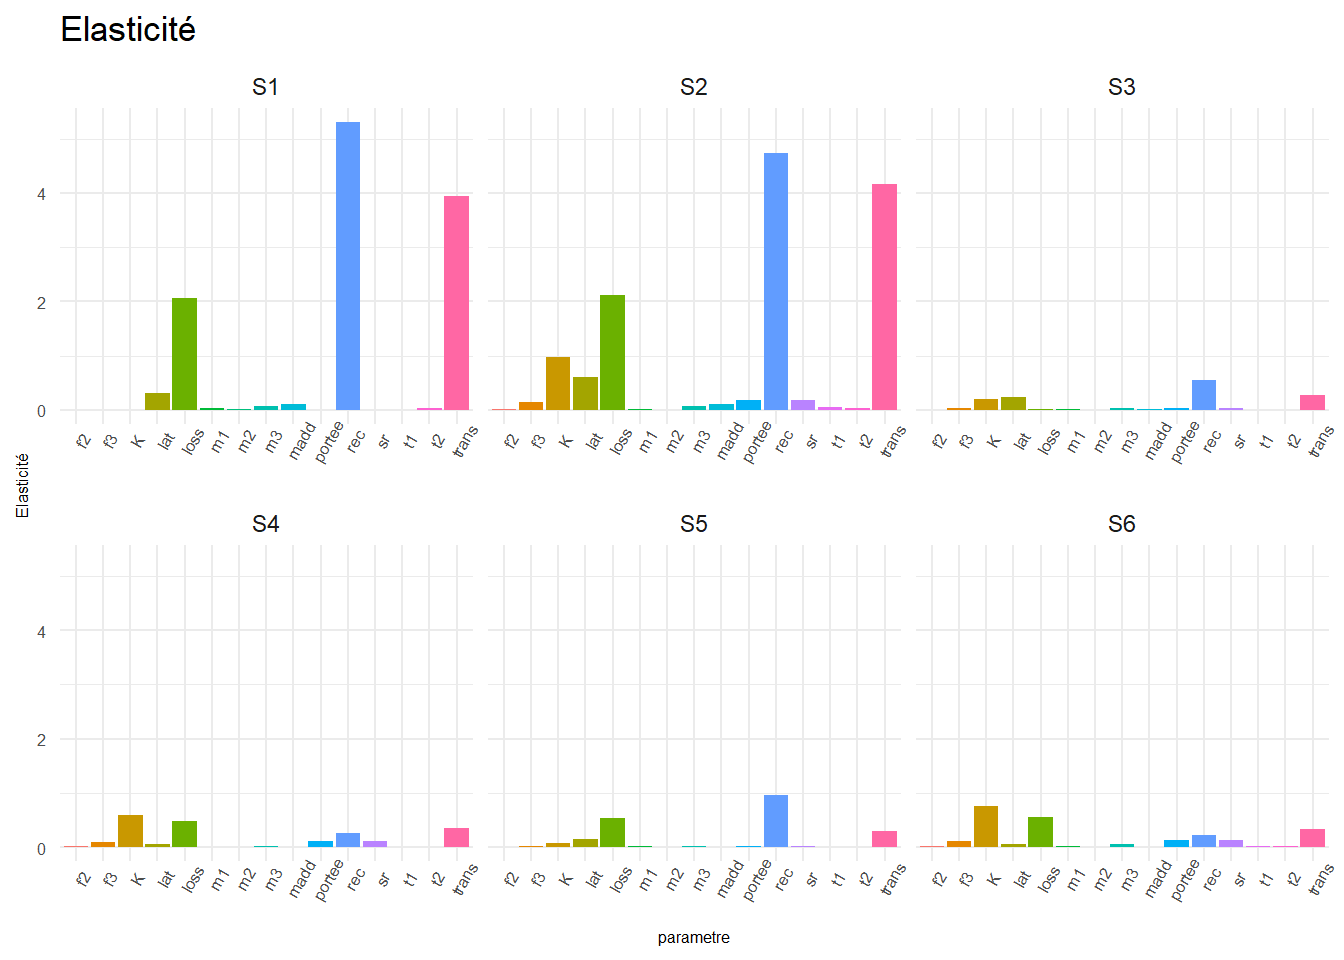 Elasticité
S1 S2 S3
4
2
0
f2 f3 K lat loss m1 m2 m3 madd portee rec sr t1 t2 trans f2 f3 K lat loss m1 m2 m3 madd portee rec sr t1 t2 trans f2 f3 K lat loss m1 m2 m3 madd portee rec sr t1 t2 trans
Elasticité
S4 S5 S6
4
2
0
f2 f3 K lat loss m1 m2 m3 madd portee rec sr t1 t2 trans f2 f3 K lat loss m1 m2 m3 madd portee rec sr t1 t2 trans f2 f3 K lat loss m1 m2 m3 madd portee rec sr t1 t2 trans
parametre